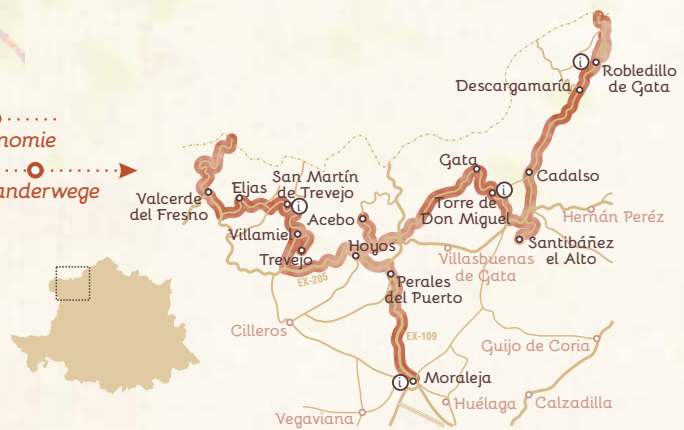 nomie
anderwege
Robledillo
de Gata
Descargamaría
Gata
Cadalso
San Martín
de Trevejo
Eljas
Valcerde
del Fresno
Acebo
Torre de
Don Miguel
Hernán Peréz
Villamiel
Hoyos
Santibáñez
el Alto
Trevejo
Villasbuenas
de Gata
EX-205
Perales
del Puerto
Cilleros
EX-109
Guijo de Coria
Moraleja
Huélaga
Calzadilla
Vegaviana
i
i
i
i